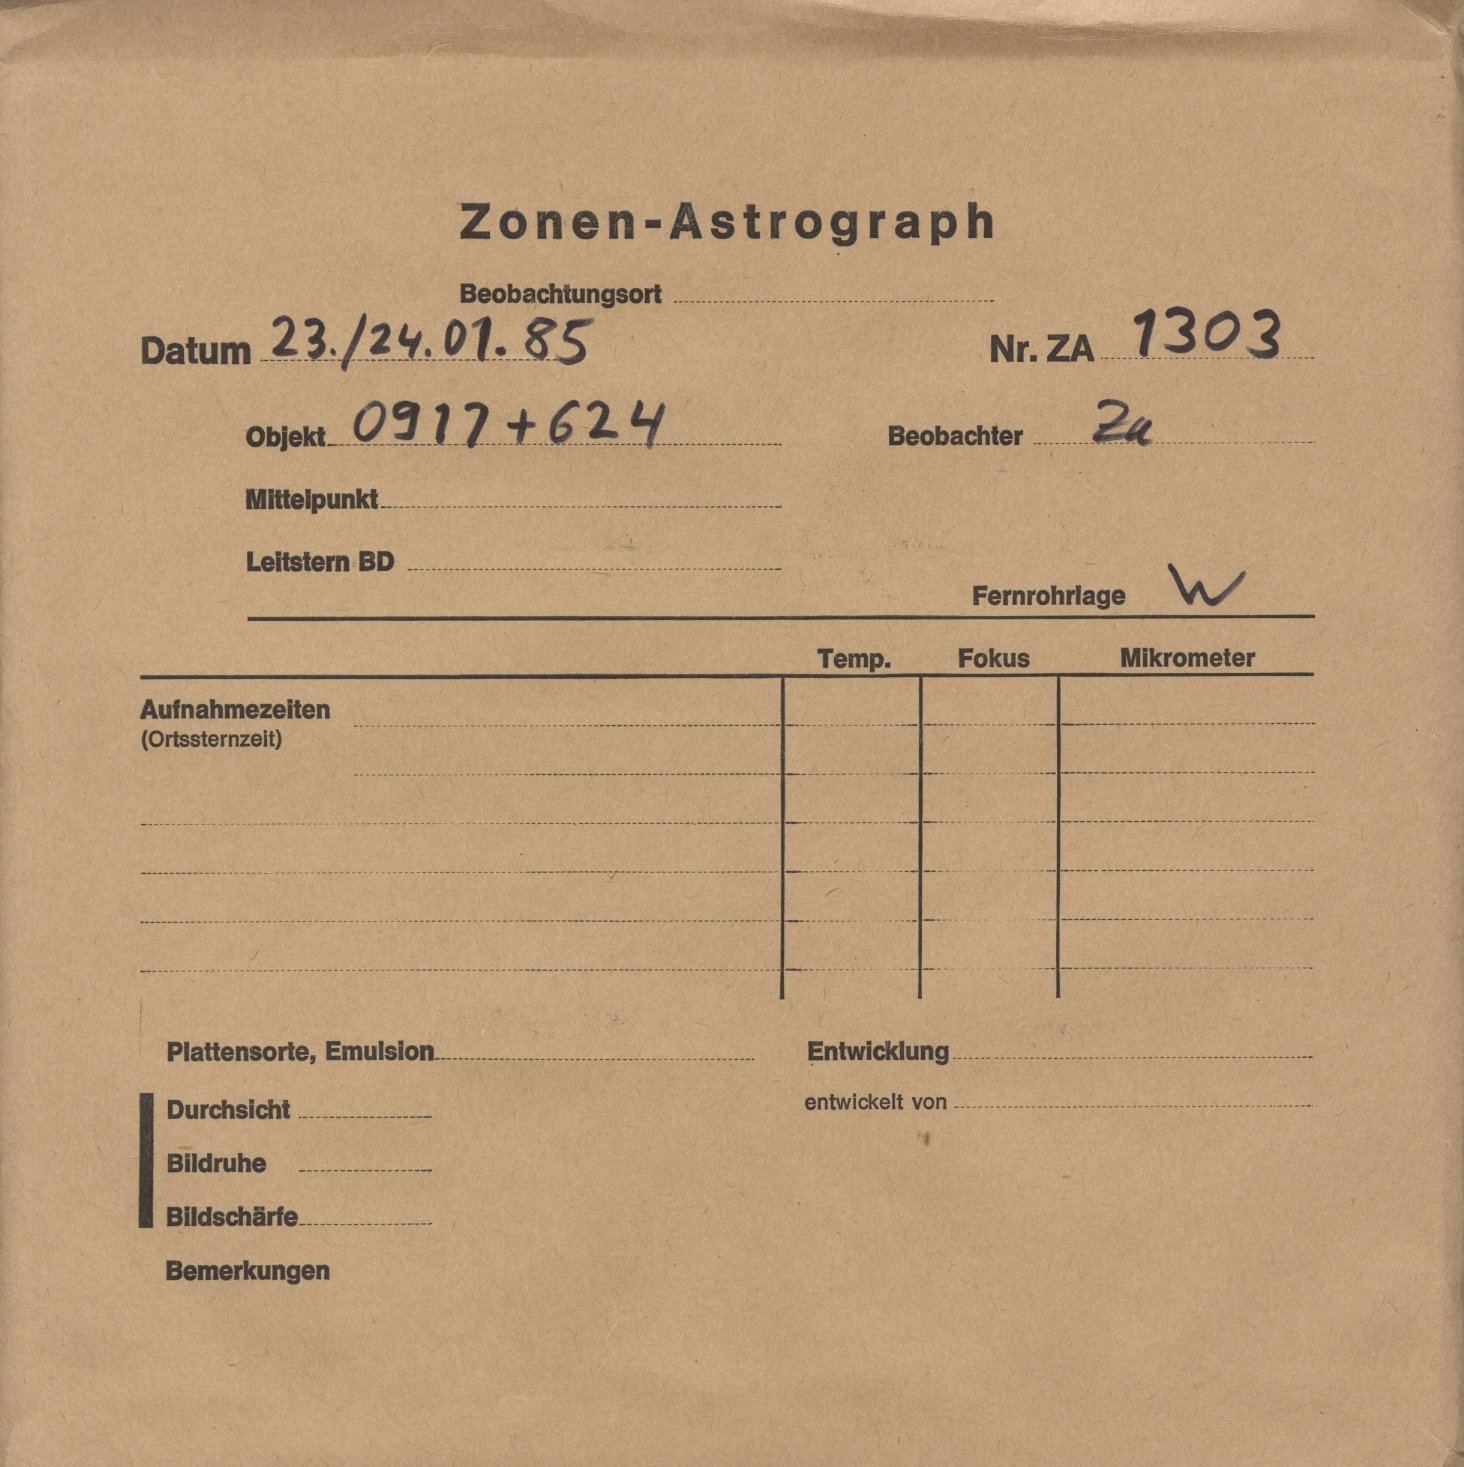 Zonen-Astrograph
Beobachtungsort
Datum 23./24.01.85 Nr. ZA 1303
Objekt 0917+624 Beobachter Za
Mittelpunkt
Leitstern BD
Fernrohrlage W
Temp. Fokus Mikrometer
Aufnahmezeiten
(Ortssternzeit)
Plattensorte, Emulsion Entwicklung
Durchsicht entwickelt von
Bildruhe
Bildschärfe
Bemerkungen